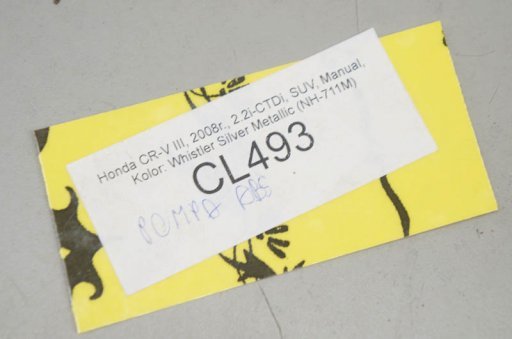 Honda CR-V III, 2008r., 2.2i-CTDi, SUV, Manual,
Kolor: Whistler Silver Metallic (NH-711M)
CL493
POMPA ABS